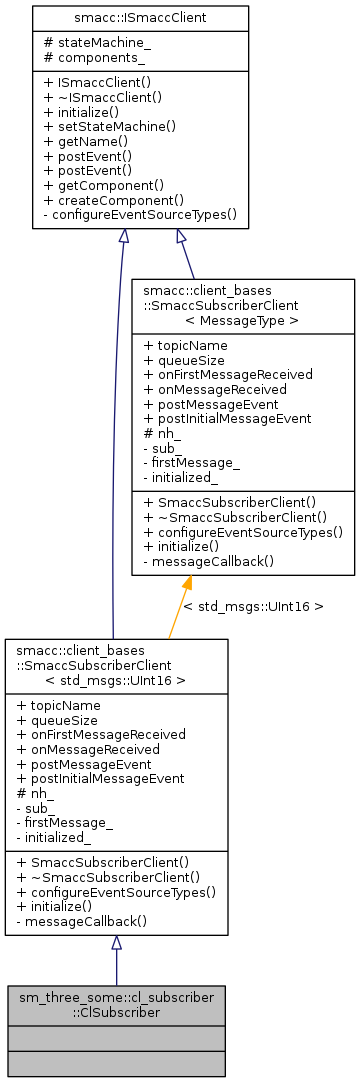 smacc::ISmaccClient
# stateMachine_
# components_
+ ISmaccClient()
+ ~ISmaccClient()
+ initialize()
+ setStateMachine()
+ getName()
+ postEvent()
+ postEvent()
+ getComponent()
+ createComponent()
- configureEventSourceTypes()
smacc::client_bases
::SmaccSubscriberClient
< MessageType >
+ topicName
+ queueSize
+ onFirstMessageReceived
+ onMessageReceived
+ postMessageEvent
+ postInitialMessageEvent
# nh_
- sub_
- firstMessage_
- initialized_
+ SmaccSubscriberClient()
+ ~SmaccSubscriberClient()
+ configureEventSourceTypes()
+ initialize()
- messageCallback()
< std_msgs::UInt16 >
smacc::client_bases
::SmaccSubscriberClient
< std_msgs::UInt16 >
+ topicName
+ queueSize
+ onFirstMessageReceived
+ onMessageReceived
+ postMessageEvent
+ postInitialMessageEvent
# nh_
- sub_
- firstMessage_
- initialized_
+ SmaccSubscriberClient()
+ ~SmaccSubscriberClient()
+ configureEventSourceTypes()
+ initialize()
- messageCallback()
sm_three_some::cl_subscriber
::ClSubscriber